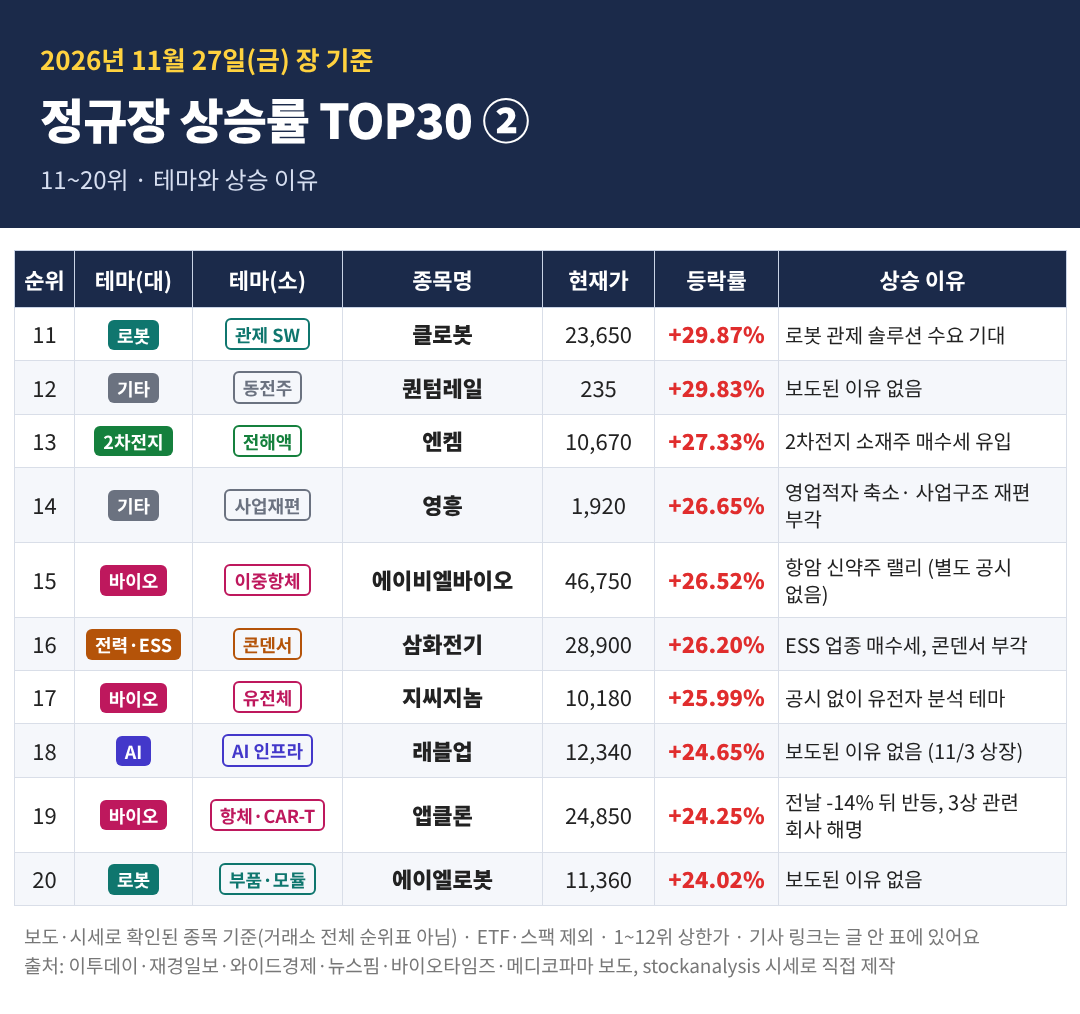 2026년 11월 27일(금) 장 기준
정규장 상승률 TOP30 ②
11~20위 · 테마와 상승 이유
순위 테마(대) 테마(소) 종목명 현재가 등락률 상승 이유
11 로봇 관제 SW 클로봇 23,650 +29.87% 로봇 관제 솔루션 수요 기대
12 기타 동전주 퀀텀레일 235 +29.83% 보도된 이유 없음
13 2차전지 전해액 엔켐 10,670 +27.33% 2차전지 소재주 매수세 유입
14 기타 사업재편 영흥 1,920 +26.65% 영업적자 축소· 사업구조 재편
부각
15 바이오 이중항체 에이비엘바이오 46,750 +26.52% 항암 신약주 랠리 (별도 공시
없음)
16 전력·ESS 콘덴서 삼화전기 28,900 +26.20% ESS 업종 매수세, 콘덴서 부각
17 바이오 유전체 지씨지놈 10,180 +25.99% 공시 없이 유전자 분석 테마
18 AI AI 인프라 래블업 12,340 +24.65% 보도된 이유 없음 (11/3 상장)
19 바이오 항체·CAR-T 앱클론 24,850 +24.25% 전날 -14% 뒤 반등, 3상 관련
회사 해명
20 로봇 부품·모듈 에이엘로봇 11,360 +24.02% 보도된 이유 없음
보도·시세로 확인된 종목 기준(거래소 전체 순위표 아님) · ETF·스팩 제외 · 1~12위 상한가 · 기사 링크는 글 안 표에 있어요
출처: 이투데이·재경일보·와이드경제·뉴스핌·바이오타임즈·메디코파마 보도, stockanalysis 시세로 직접 제작